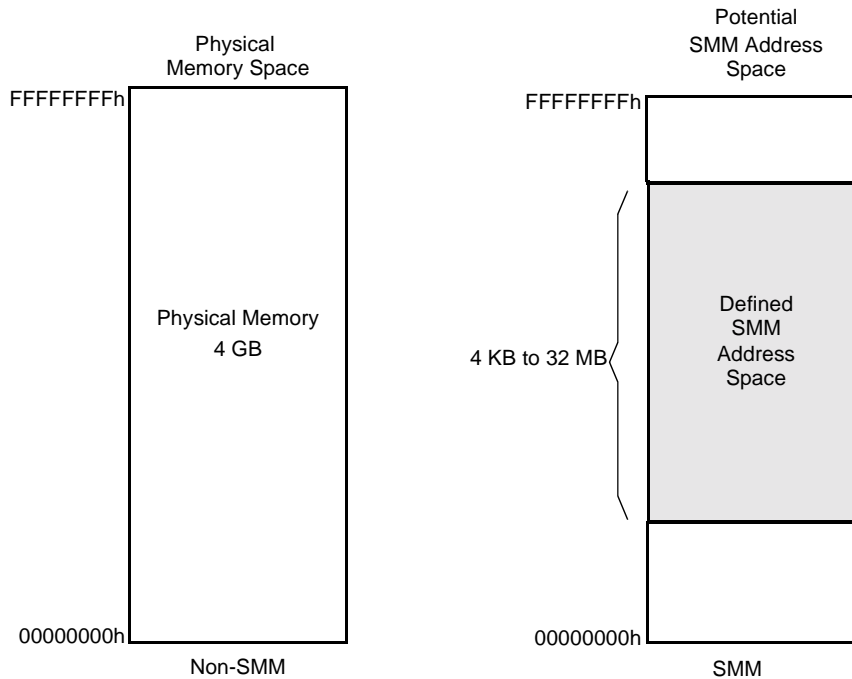 Physical
Memory Space
FFFFFFFFh
Physical Memory
4 GB
00000000h
Non-SMM
Potential
SMM Address
Space
FFFFFFFFh
4 KB to 32 MB
Defined
SMM
Address
Space
00000000h
SMM